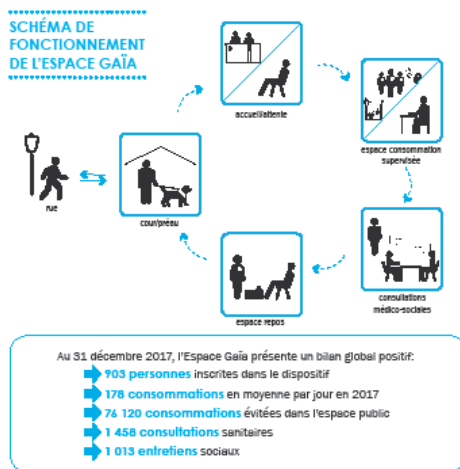 SCHÉMA DE
FONCTIONNEMENT
DE L'ESPACE GAÏA
accueil/attente
espace consommation
supervisée
rue
cour/préau
consultations
médico-sociales
espace repos
Au 31 décembre 2017, l'Espace Gaïa présente un bilan global positif:
903 personnes inscrites dans le dispositif
178 consommations en moyenne par jour en 2017
76 120 consommations évitées dans l'espace public
1 458 consultations sanitaires
1 013 entretiens sociaux